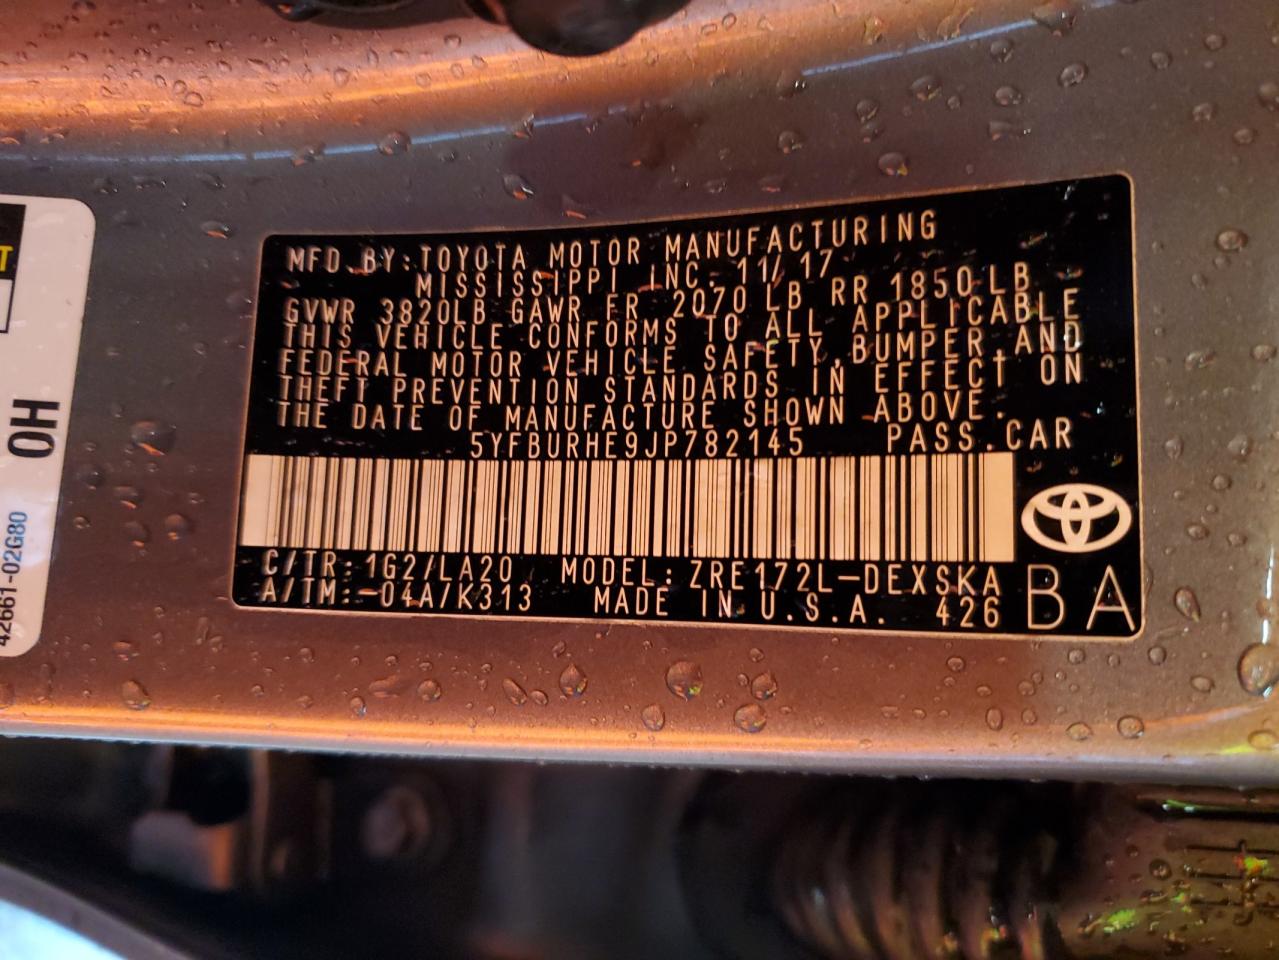 MFD.BY:TOYOTA MOTOR MANUFACTURING
MISSISSIPPI INC. 11/17
GVWR 3820LB GAWR FR 2070 LB RR 1850 LB
THIS VEHICLE CONFORMS TO ALL APPLICABLE
FEDERAL MOTOR VEHICLE SAFETY,BUMPER AND
THEFT PREVENTION STANDARDS IN EFFECT ON
THE DATE OF MANUFACTURE SHOWN ABOVE.
5YFBURHE9JP782145 PASS.CAR
C/TR: 1G2/LA20 MODEL: ZRE172L-DEXSKA
A/TM:-04A/K313 MADE IN U.S.A. 426
BA
T
OH
42661-02G80